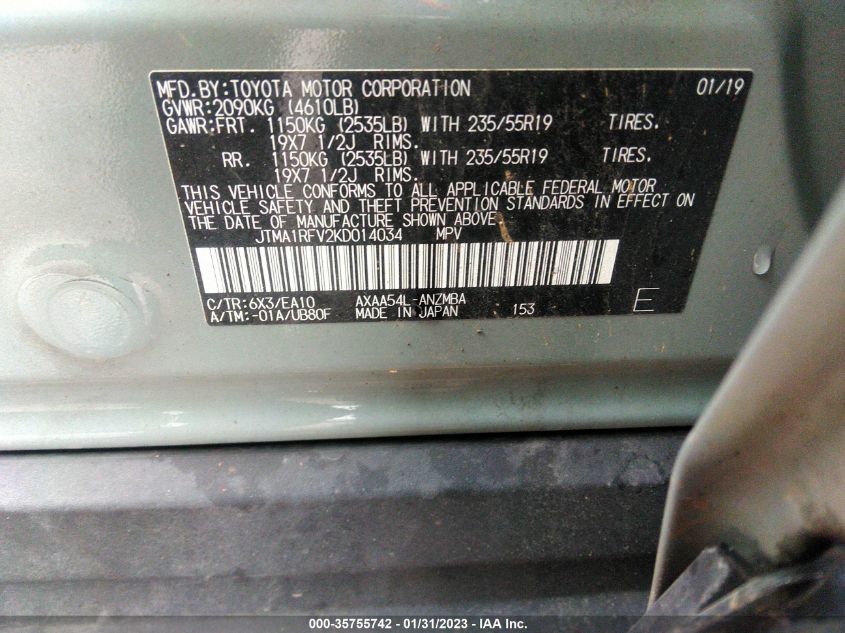 MFD.BY:TOYOTA MOTOR CORPORATION 01/19
GVWR:2090KG (4610LB)
GAWR:FRT. 1150KG (2535LB) WITH 235/55R19 TIRES.
19X7 1/2J RIMS.
RR. 1150KG (2535LB) WITH 235/55R19 TIRES.
19X7 1/2J RIMS.
THIS VEHICLE CONFORMS TO ALL APPLICABLE FEDERAL MOTOR
VEHICLE SAFETY AND THEFT PREVENTION STANDARDS IN EFFECT ON
THE DATE OF MANUFACTURE SHOWN ABOVE.
JTMA1RFV2KD014034 MPV
C/TR:6X3/EA10 AXAA54L-ANZMBA
A/TM:-01A/UB80F MADE IN JAPAN 153 E
000-35755742 - 01/31/2023 - IAA Inc.